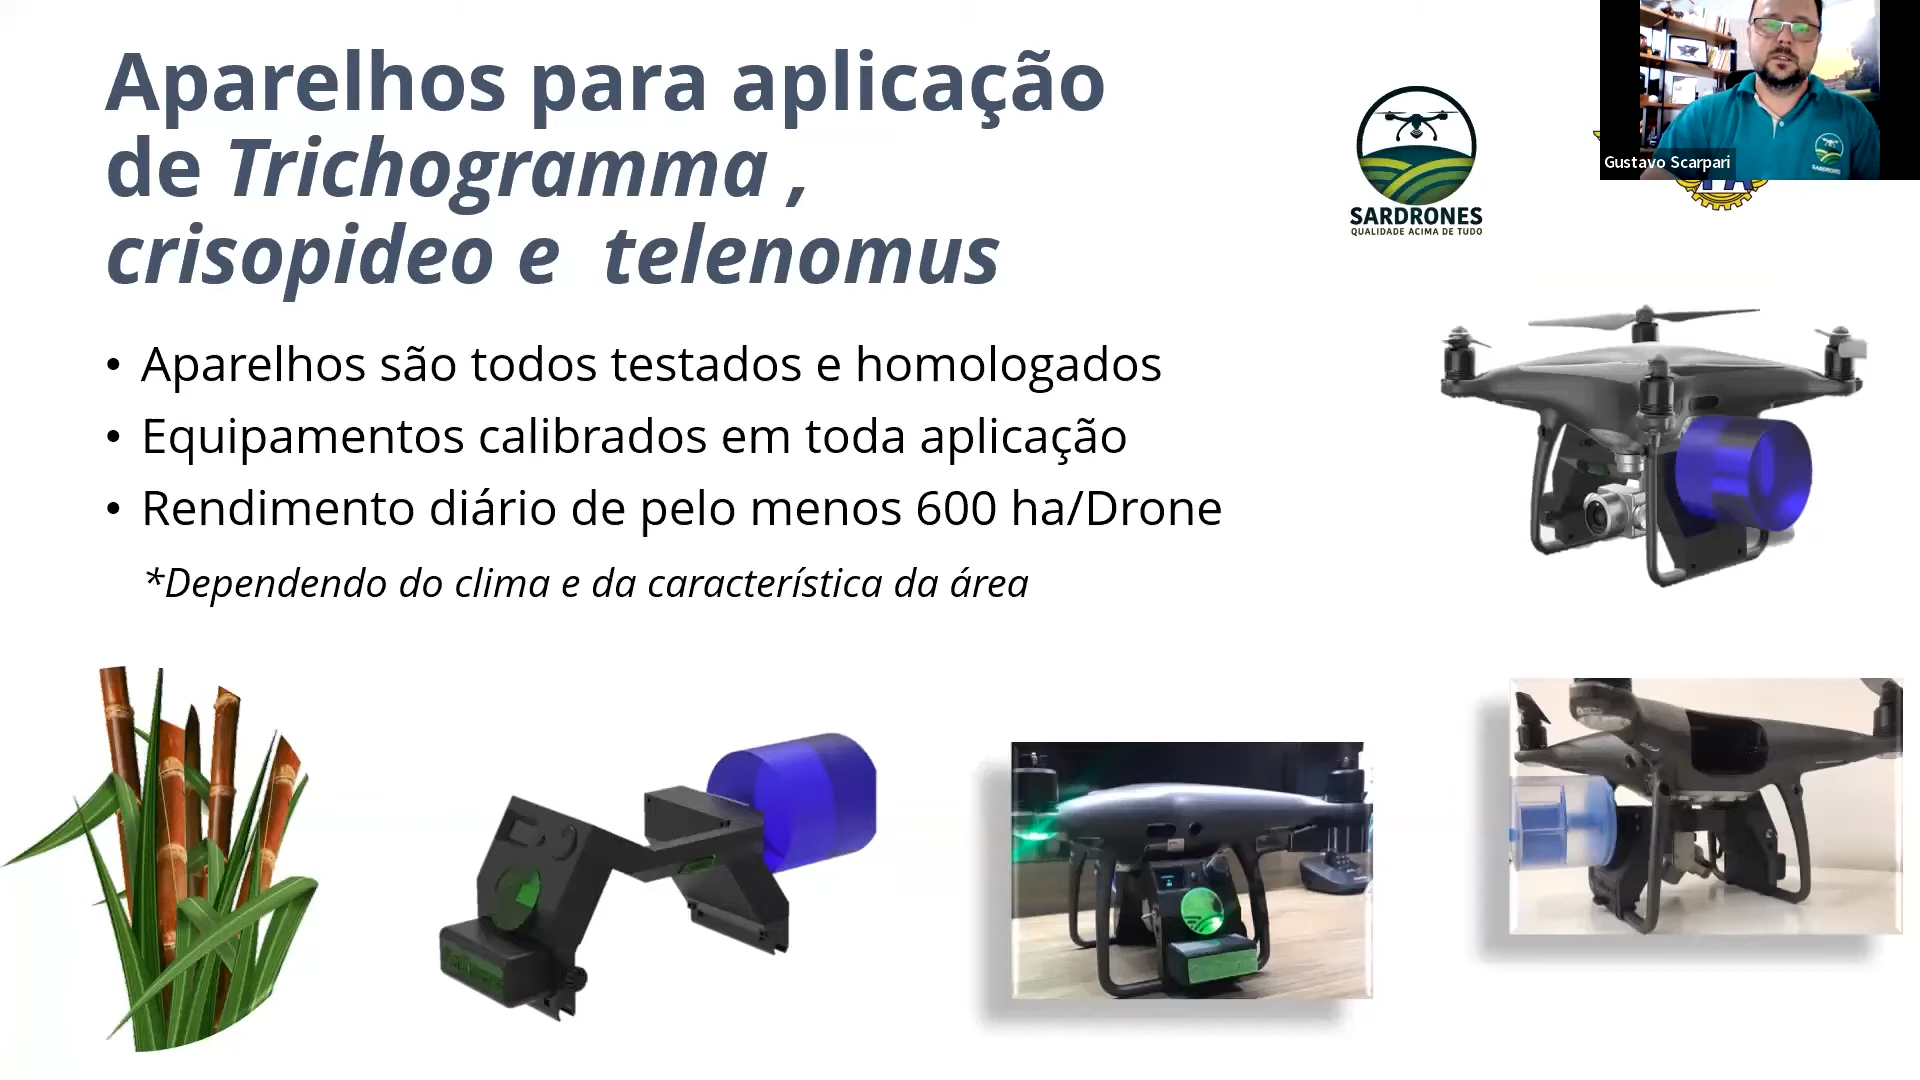 Aparelhos para aplicação
de Trichogramma ,
crisopideo e telenomus
SARDRONES
QUALIDADE ACIMA DE TUDO
Gustavo Scarpari
SARDRONES
• Aparelhos são todos testados e homologados
• Equipamentos calibrados em toda aplicação
• Rendimento diário de pelo menos 600 ha/Drone
*Dependendo do clima e da característica da área